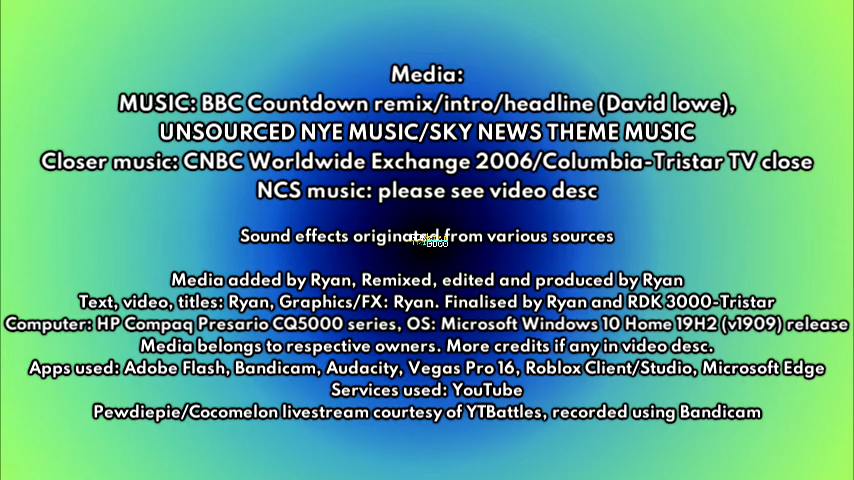 Media:
MUSIC: BBC Countdown remix/intro/headline (David lowe),
UNSOURCED NYE MUSIC/SKY NEWS THEME MUSIC
Closer music: CNBC Worldwide Exchange 2006/Columbia-Tristar TV close
NCS music: please see video desc
Sound effects originated from various sources
Media added by Ryan, Remixed, edited and produced by Ryan
Text, video, titles: Ryan, Graphics/FX: Ryan. Finalised by Ryan and RDK 3000-Tristar
Computer: HP Compaq Presario CQ5000 series, OS: Microsoft Windows 10 Home 19H2 (v1909) release
Media belongs to respective owners. More credits if any in video desc.
Apps used: Adobe Flash, Bandicam, Audacity, Vegas Pro 16, Roblox Client/Studio, Microsoft Edge
Services used: YouTube
Pewdiepie/Cocomelon livestream courtesy of YTBattles, recorded using Bandicam